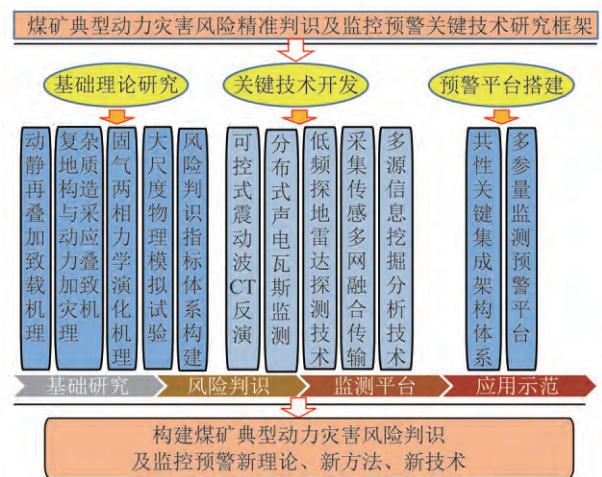 煤矿典型动力灾害风险精准判识及监控预警关键技术研究框架
基础理论研究
关键技术开发
预警平台搭建
动静再叠加致载机理
复杂地质构造与采动应力叠加致灾机理
固气两相力学演化机理
大尺度物理模拟试验
风险判识指标体系构建
可控式震动波CT反演
分布式声电瓦斯监测
低频探地雷达探测技术
采集传感多网融合传输
多源信息挖掘分析技术
共性关键集成架构体系
多参量监测预警平台
基础研究
风险判识
监测平台
应用示范
构建煤矿典型动力灾害风险判识
及监控预警新理论、新方法、新技术